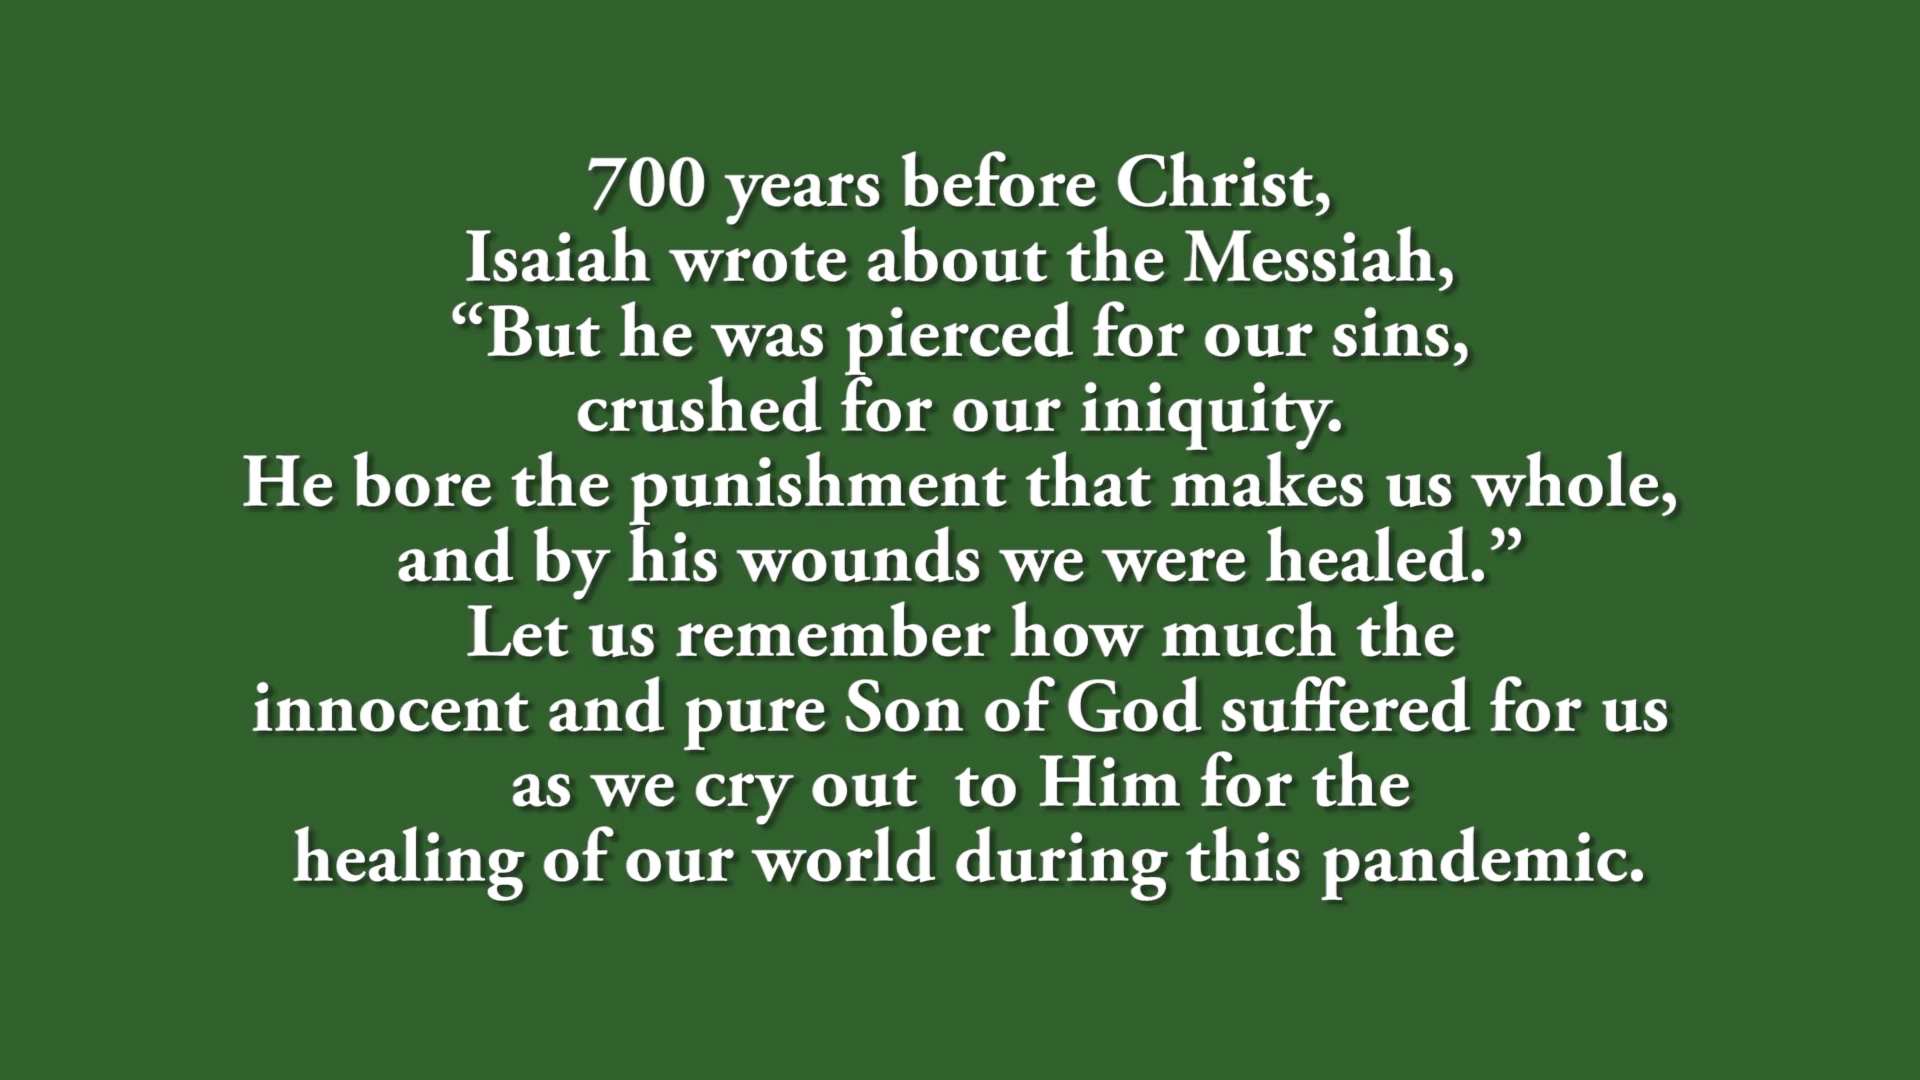 700 years before Christ,
Isaiah wrote about the Messiah,
“But he was pierced for our sins,
crushed for our iniquity.
He bore the punishment that makes us whole,
and by his wounds we were healed.”
Let us remember how much the
innocent and pure Son of God suffered for us
as we cry out  to Him for the
healing of our world during this pandemic.